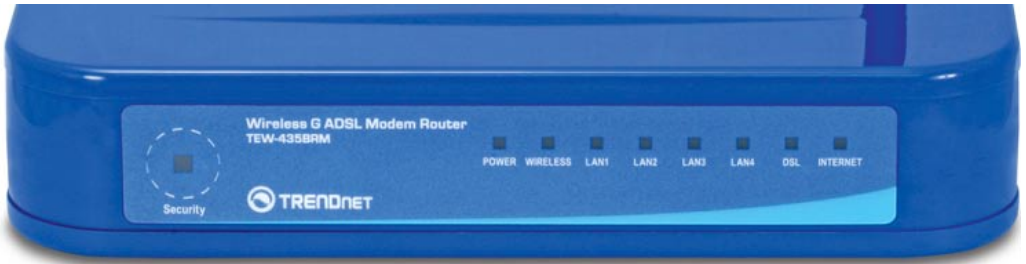 Wireless G ADSL Modem Router
TEW-435BRM
POWER WIRELESS LAN1 LAN2 LAN3 LAN4 DSL INTERNET
Security
TRENDNET